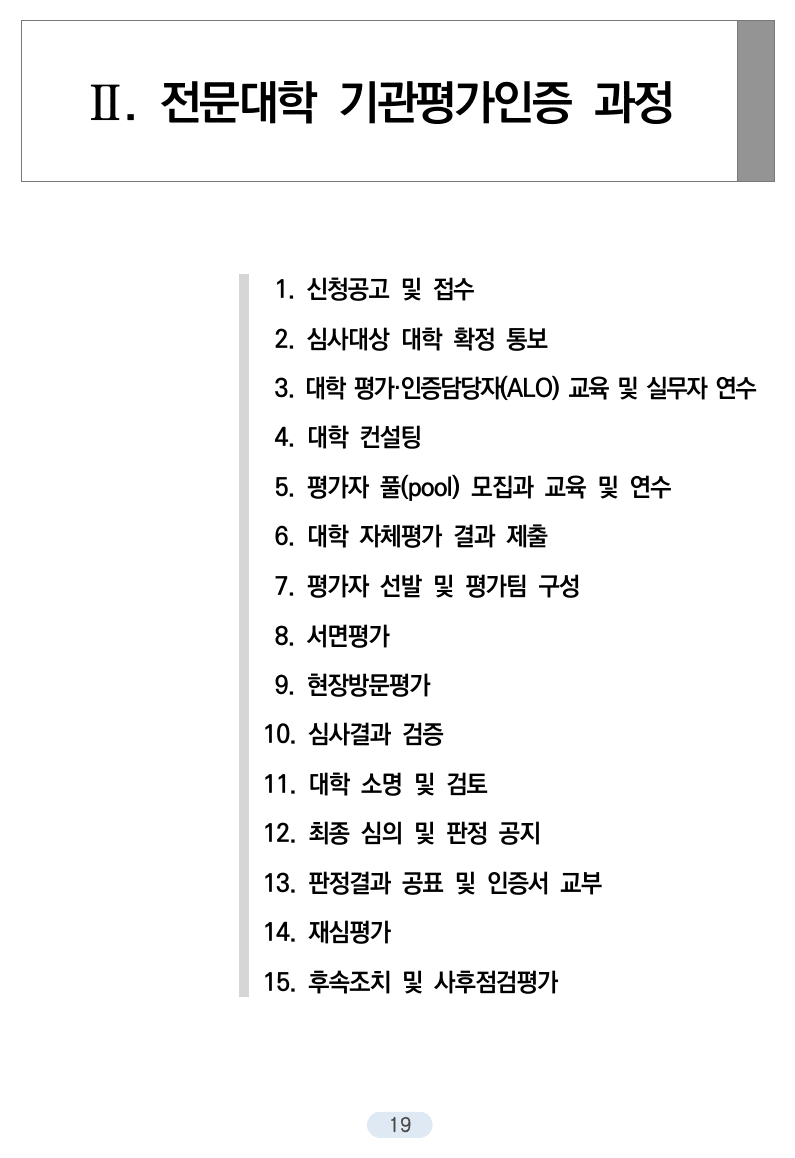 Ⅱ. 전문대학 기관평가인증 과정
1. 신청공고 및 접수
2. 심사대상 대학 확정 통보
3. 대학 평가·인증담당자(ALO) 교육 및 실무자 연수
4. 대학 컨설팅
5. 평가자 풀(pool) 모집과 교육 및 연수
6. 대학 자체평가 결과 제출
7. 평가자 선발 및 평가팀 구성
8. 서면평가
9. 현장방문평가
10. 심사결과 검증
11. 대학 소명 및 검토
12. 최종 심의 및 판정 공지
13. 판정결과 공표 및 인증서 교부
14. 재심평가
15. 후속조치 및 사후점검평가
19